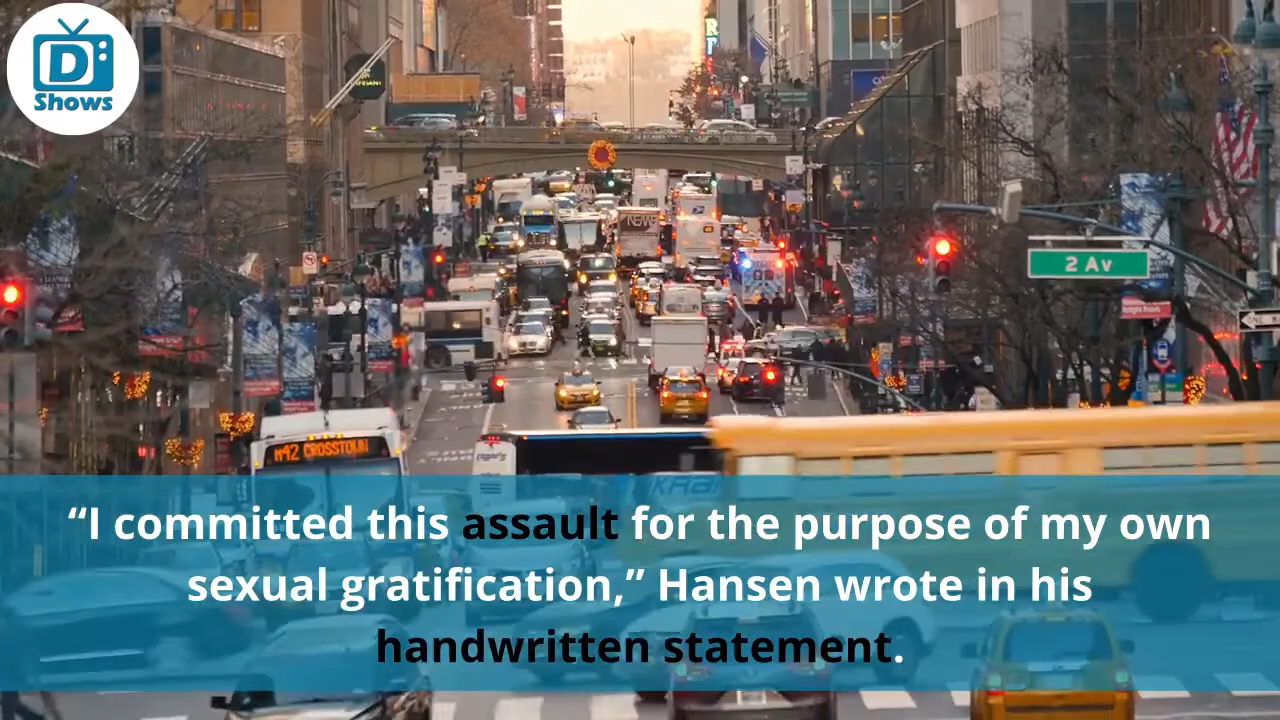 D
Shows
2 Av
M42 CROSSTOWN
“I committed this assault for the purpose of my own
sexual gratification,” Hansen wrote in his
handwritten statement.